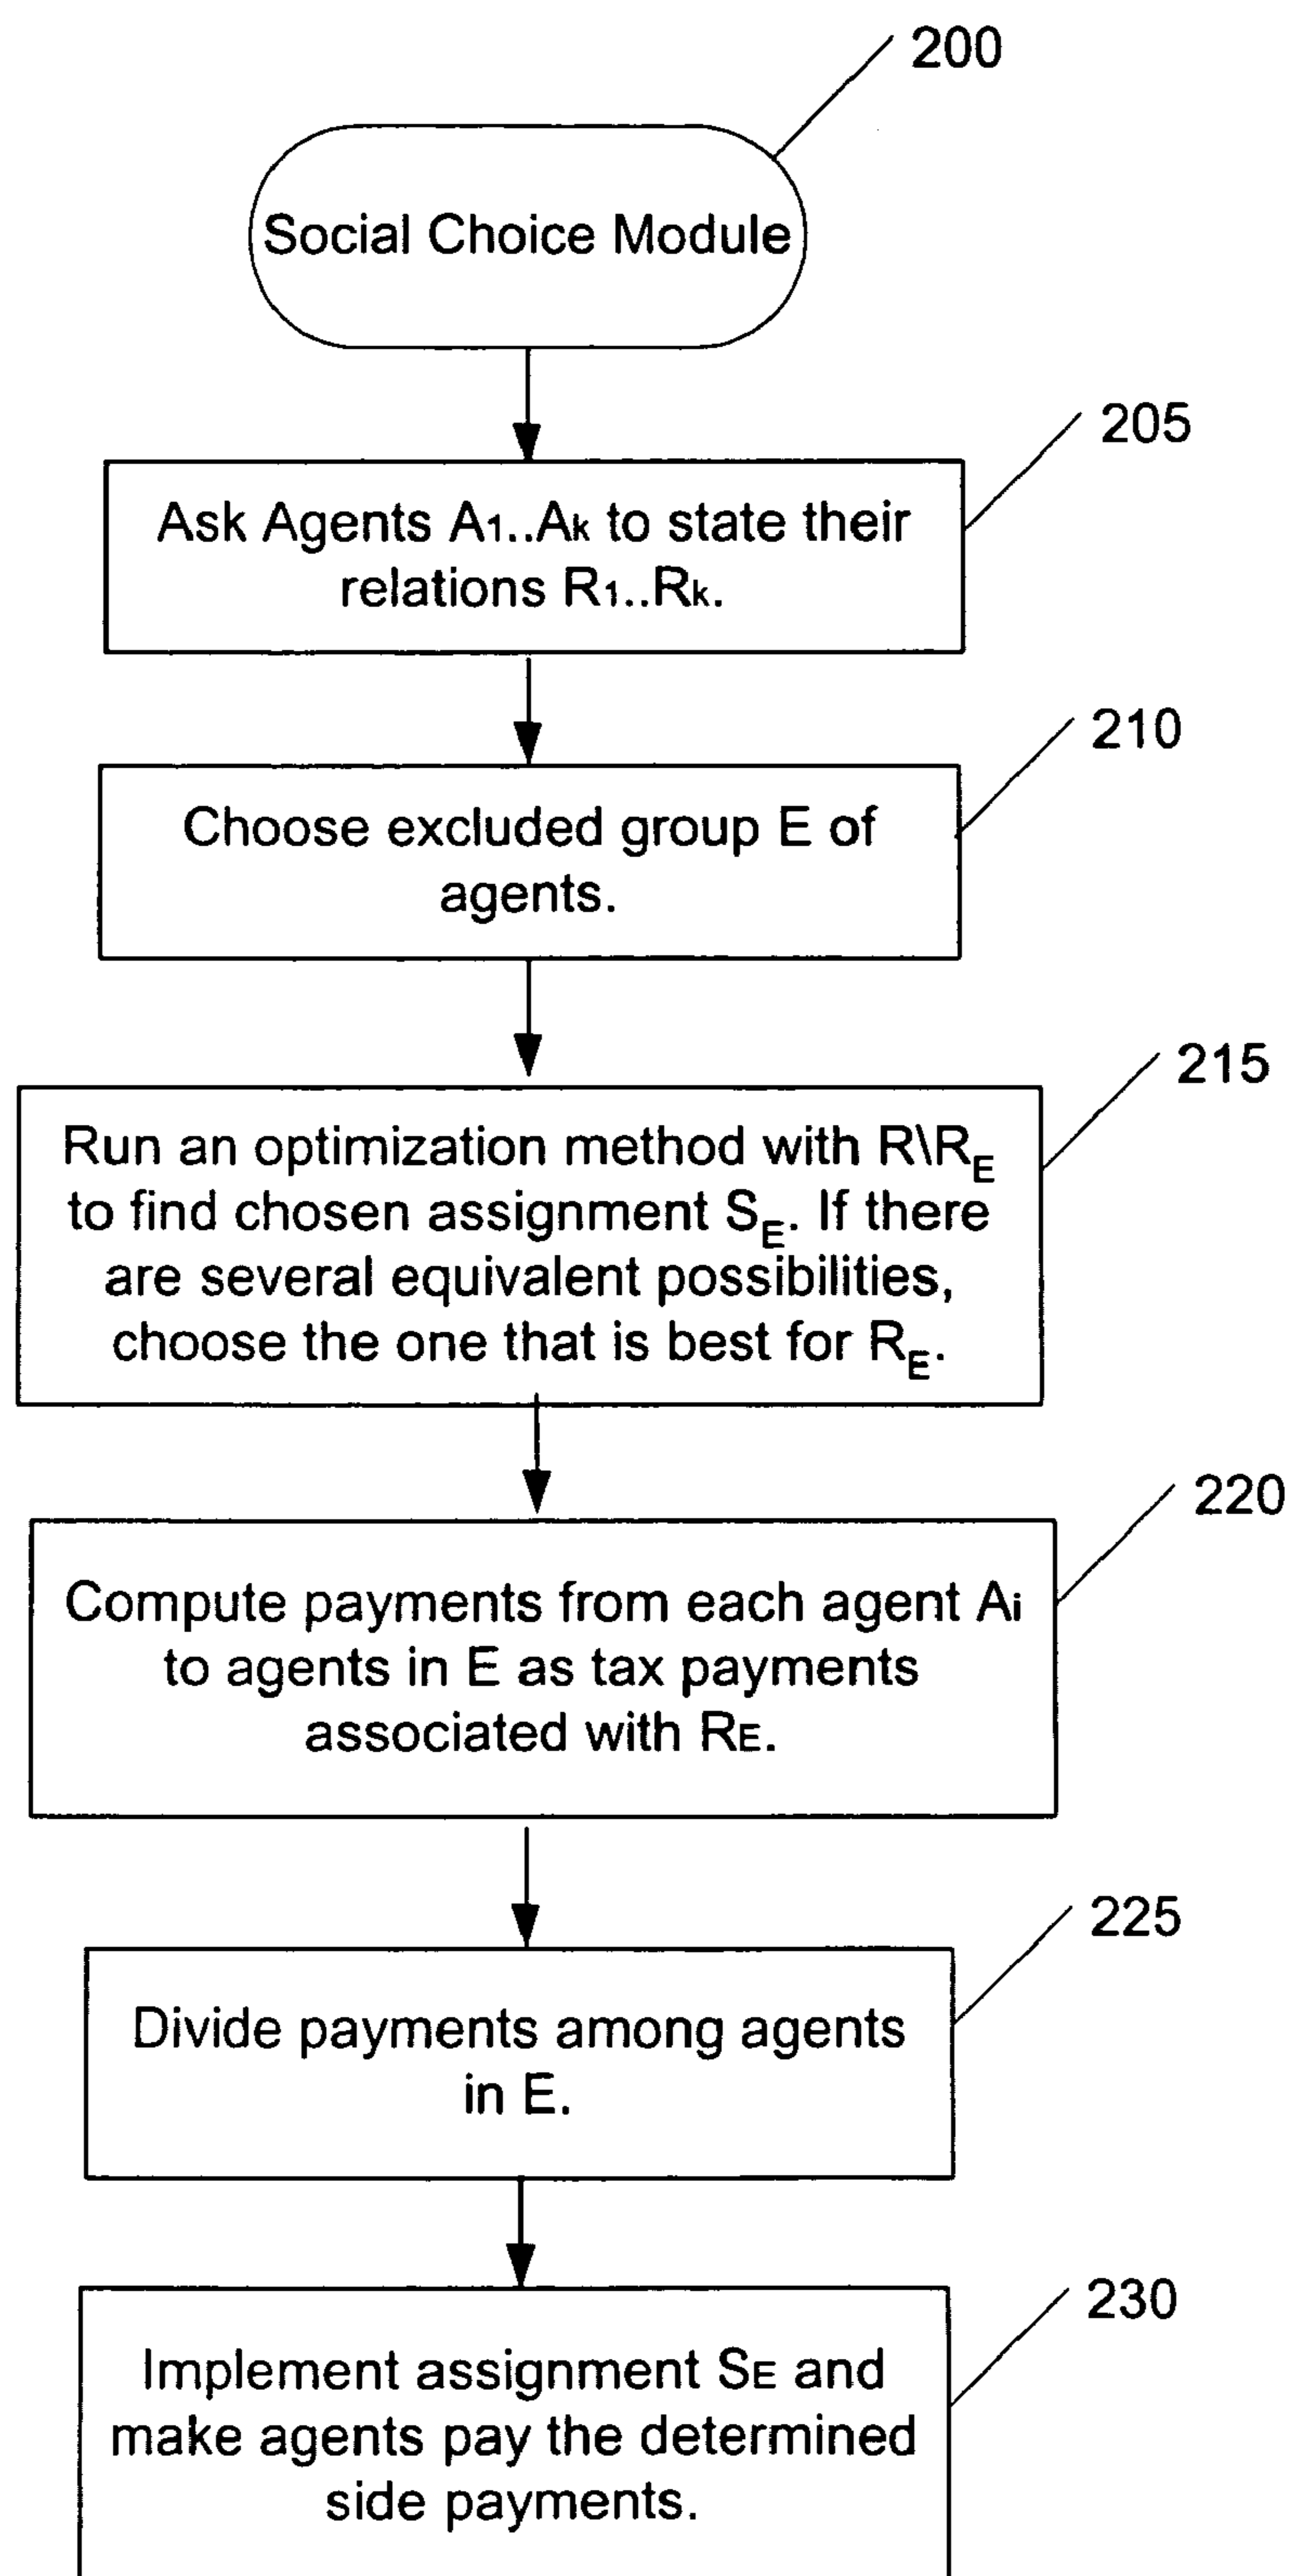 200
Social Choice Module
205
Ask Agents A1..Ak to state their
relations R1..Rk.
210
Choose excluded group E of
agents.
215
Run an optimization method with R\RE
to find chosen assignment SE. If there
are several equivalent possibilities,
choose the one that is best for RE.
220
Compute payments from each agent Ai
to agents in E as tax payments
associated with RE.
225
Divide payments among agents
in E.
230
Implement assignment SE and
make agents pay the determined
side payments.